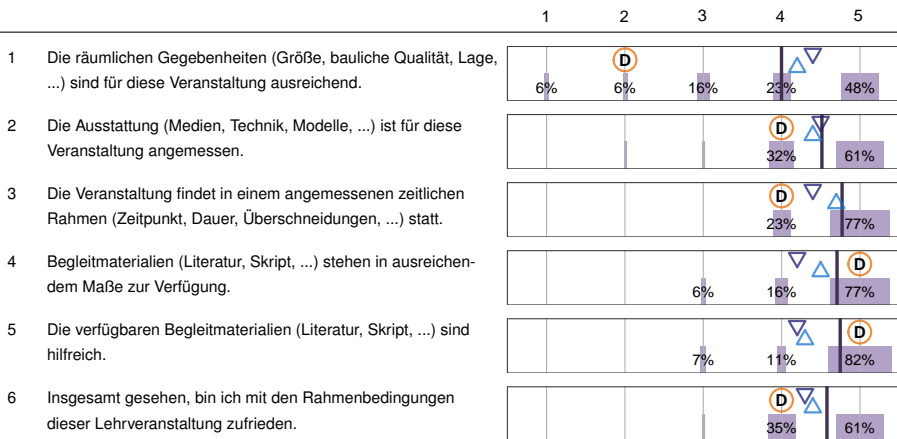 1 2 3 4 5
1 Die räumlichen Gegebenheiten (Größe, bauliche Qualität, Lage,
...) sind für diese Veranstaltung ausreichend.
D
6% 6% 16% 23% 48%
2 Die Ausstattung (Medien, Technik, Modelle, ...) ist für diese
Veranstaltung angemessen.
D
32% 61%
3 Die Veranstaltung findet in einem angemessenen zeitlichen
Rahmen (Zeitpunkt, Dauer, Überschneidungen, ...) statt.
D
23% 77%
4 Begleitmaterialien (Literatur, Skript, ...) stehen in ausreichen-
dem Maße zur Verfügung.
D
6% 16% 77%
5 Die verfügbaren Begleitmaterialien (Literatur, Skript, ...) sind
hilfreich.
D
7% 11% 82%
6 Insgesamt gesehen, bin ich mit den Rahmenbedingungen
dieser Lehrveranstaltung zufrieden.
D
35% 61%